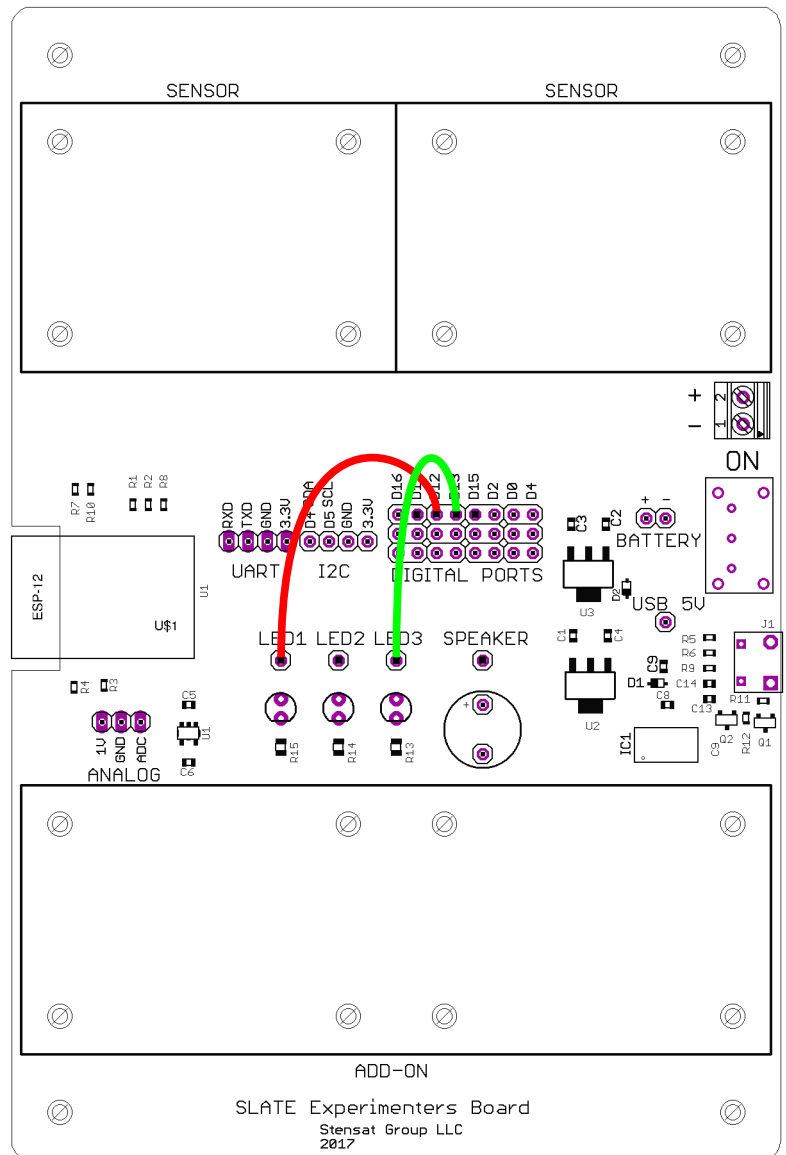 SENSOR SENSOR
+ 2
- 1
ON
R7 R10 R1 R2 R8
RXD TXD GND 3.3V D4 SDA D5 SCL GND 3.3V
D16 D12 D13 D15 D2 D0 D4
C3 C2 + - BATTERY
UART I2C DIGITAL PORTS
ESP-12 U$1 U1
U3 D2 USB 5V
J1
LED1 LED2 LED3 SPEAKER
C1 C4 R5 R6 R9 C14 C13
C9 D1 C8
R4 R3 C5 U1 C6
1V GND ADC
ANALOG
R15 R14 R13 +
U2 IC1 C9 Q2 R12 Q1 R11
ADD-ON
SLATE Experimenters Board
Stensat Group LLC
2017